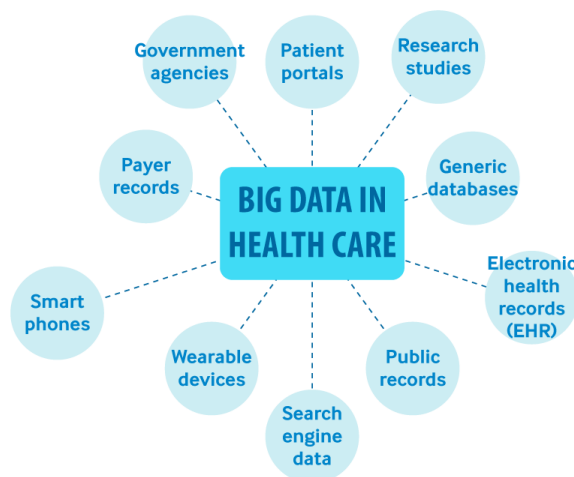 Government
agencies
Patient
portals
Research
studies
Payer
records
BIG DATA IN
HEALTH CARE
Generic
databases
Smart
phones
Electronic
health
records
(EHR)
Wearable
devices
Public
records
Search
engine
data